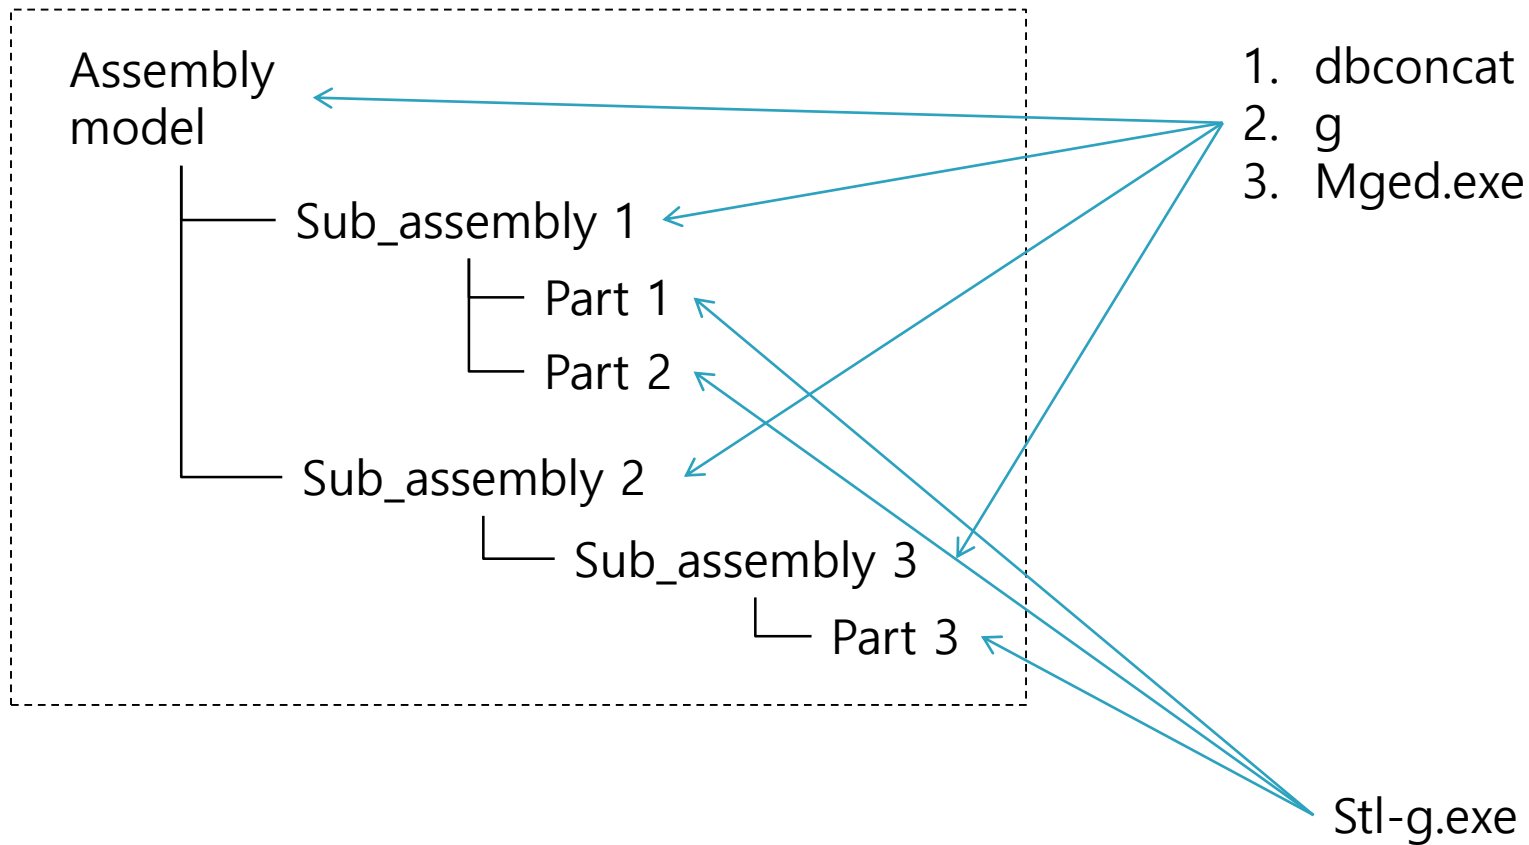 Assembly
model
Sub_assembly 1
Part 1
Part 2
Sub_assembly 2
Sub_assembly 3
Part 3
1. dbconcat
2. g
3. Mged.exe
Stl-g.exe